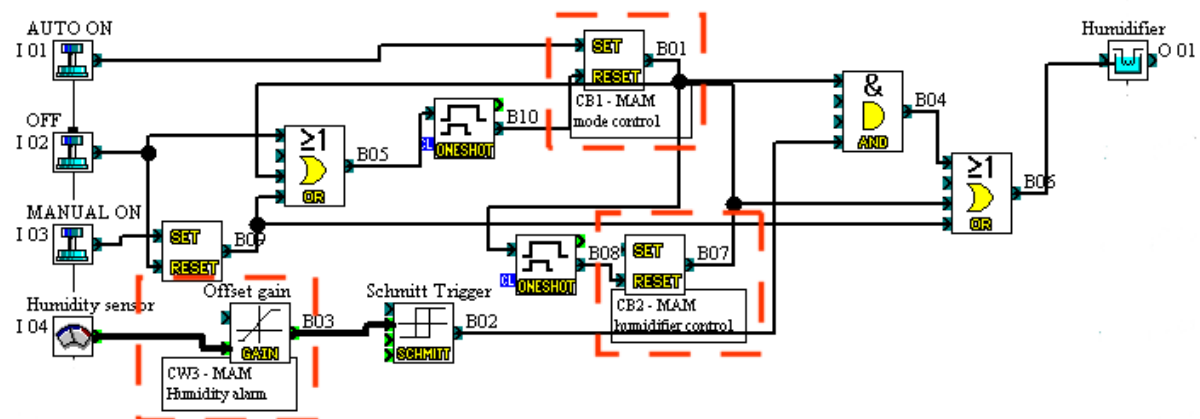 AUTO ON
I 01
OFF
I 02
MANUAL ON
I 03
Humidity sensor
I 04
SET
RESET
B01
CB1 - MAM
mode control
B10
CL
ONESHOT
≥1
OR
B05
SET
RESET
B09
&
AND
B04
≥1
OR
B06
Humidifier
O 01
CL
ONESHOT
B08
SET
RESET
B07
CB2 - MAM
humidifier control
Offset gain
GAIN
B03
CW3 - MAM
Humidity alarm
Schmitt Trigger
SCHMITT
B02